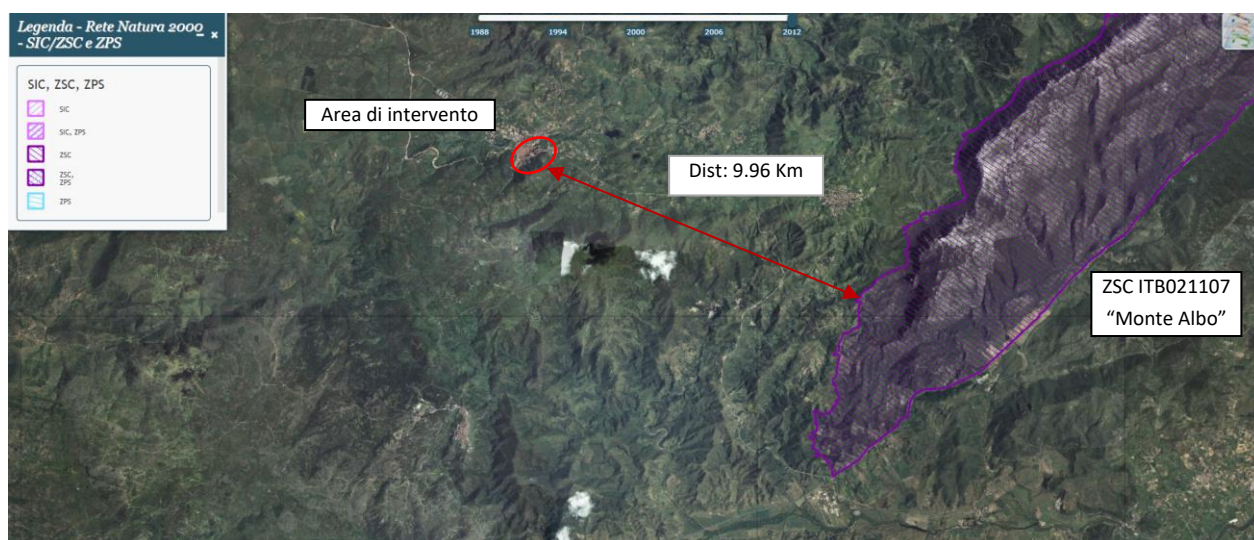 Legenda - Rete Natura 2000
- SIC/ZSC e ZPS
SIC, ZSC, ZPS
SIC
SIC, ZPS
ZSC
ZSC,
ZPS
ZPS
1988
1994
2000
2006
2012
Area di intervento
Dist: 9.96 Km
ZSC ITB021107
“Monte Albo”